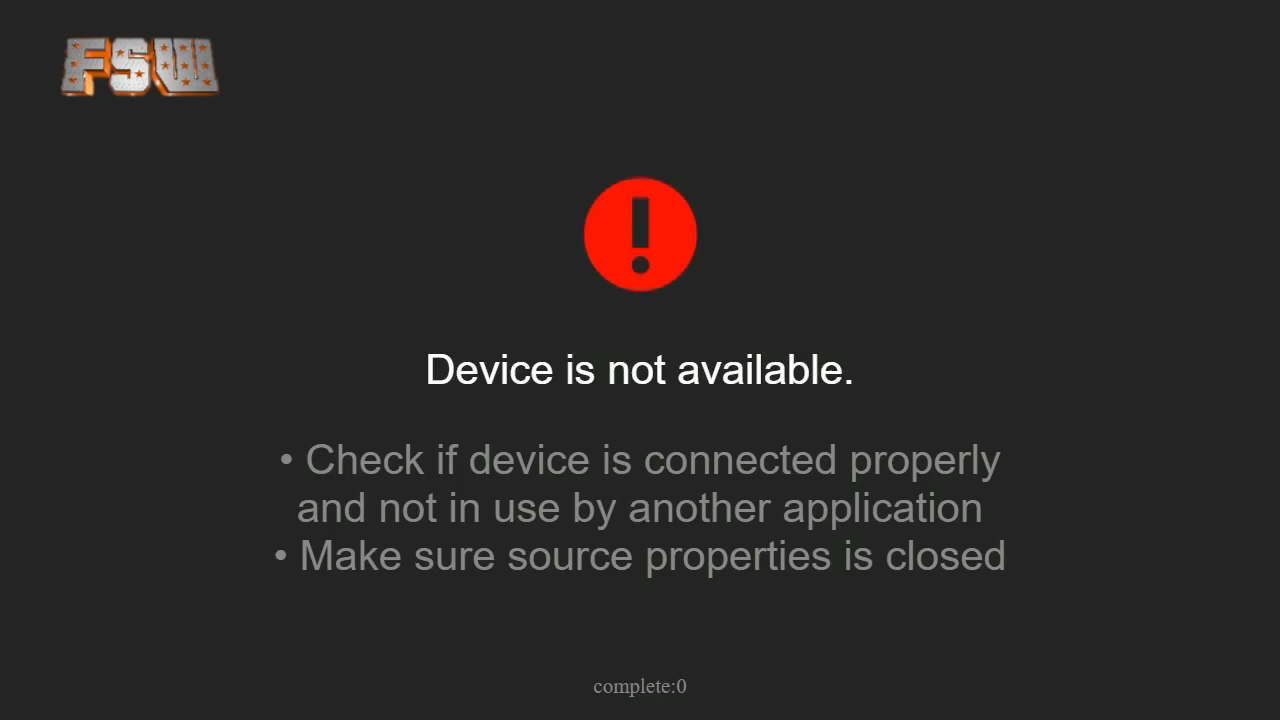 FSW
Device is not available.
• Check if device is connected properly
and not in use by another application
• Make sure source properties is closed
complete:0